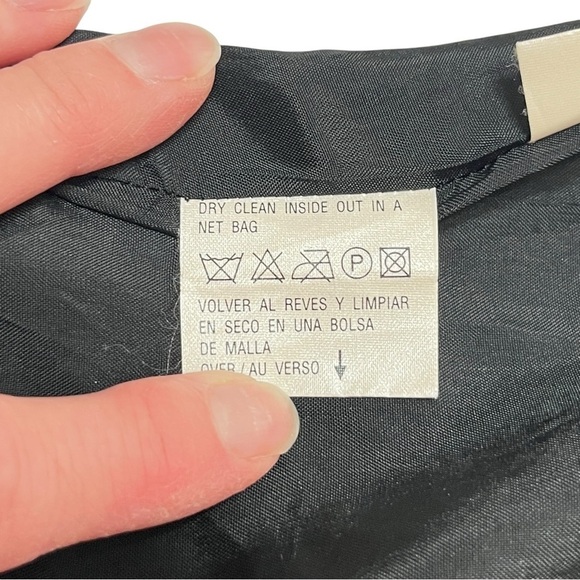 DRY CLEAN INSIDE OUT IN A
NET BAG
P
VOLVER AL REVES Y LIMPIAR
EN SECO EN UNA BOLSA
DE MALLA
OVER / AU VERSO ↓